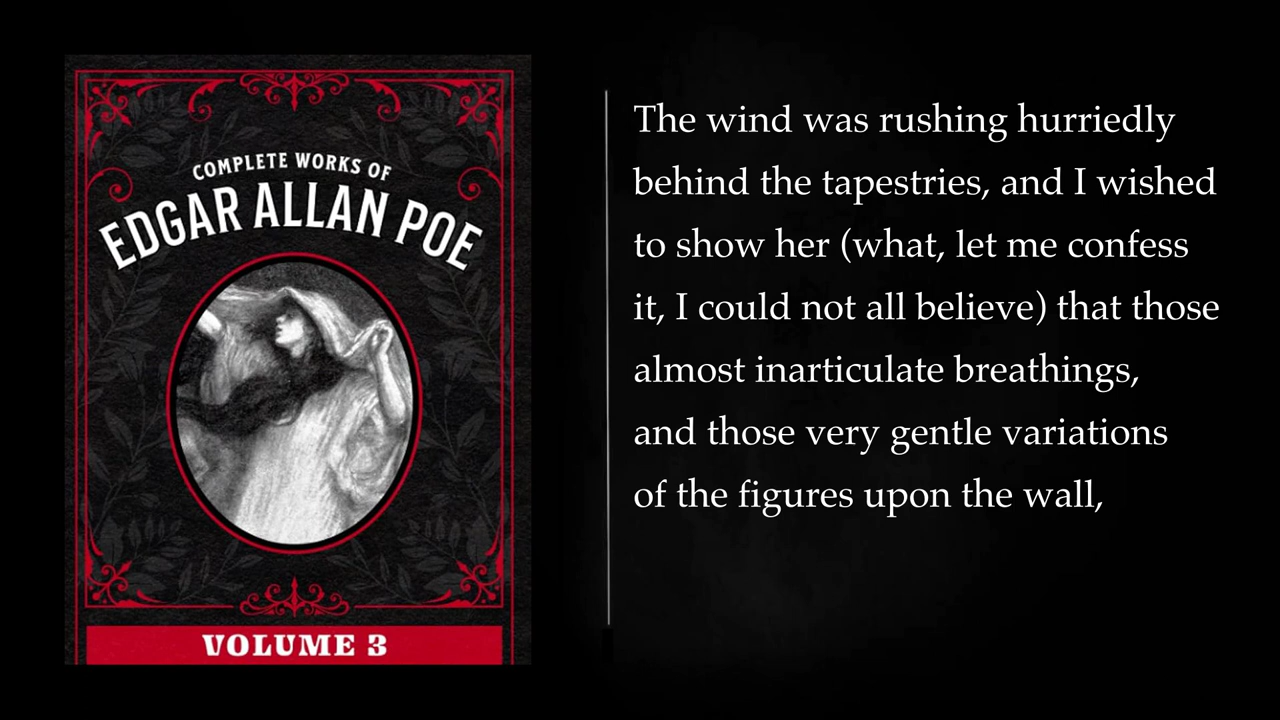 COMPLETE WORKS OF
EDGAR ALLAN POE
VOLUME 3
The wind was rushing hurriedly
behind the tapestries, and I wished
to show her (what, let me confess
it, I could not all believe) that those
almost inarticulate breathings,
and those very gentle variations
of the figures upon the wall,